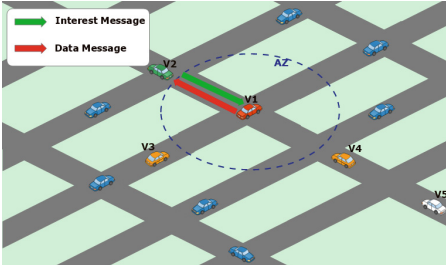 Interest Message
Data Message
V2
AZ
V1
V3
V4
V5